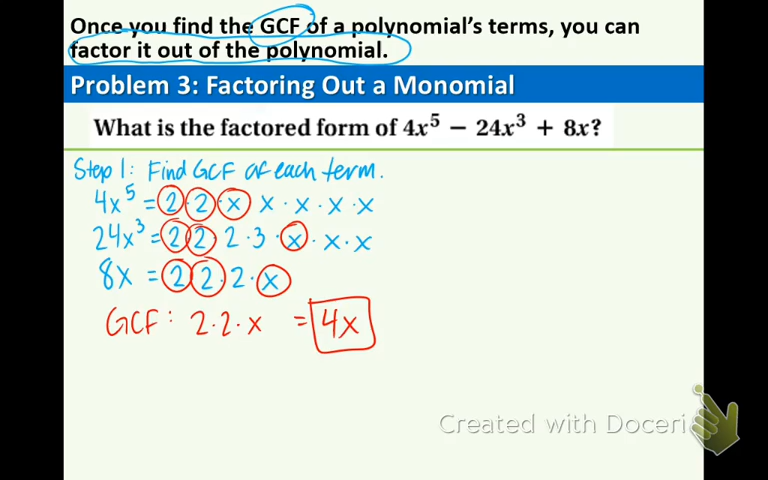 Once you find the GCF of a polynomial's terms, you can
factor it out of the polynomial.
Problem 3: Factoring Out a Monomial
What is the factored form of 4x⁵ − 24x³ + 8x?
Step 1: Find GCF of each term.
4x⁵ = 2·2·x x·x·x·x
24x³ = 2 2 2·3·x·x·x
8x = 2 2·2·x
GCF: 2·2·x = 4x
Created with Doceri